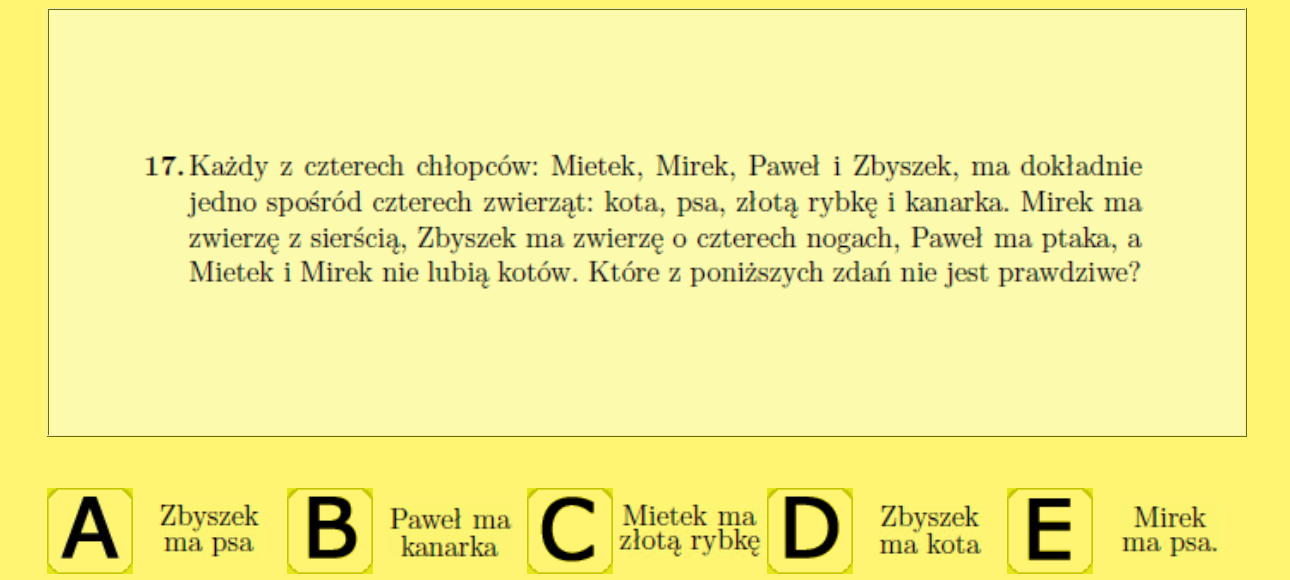 17. Każdy z czterech chłopców: Mietek, Mirek, Paweł i Zbyszek, ma dokładnie
jedno spośród czterech zwierząt: kota, psa, złotą rybkę i kanarka. Mirek ma
zwierzę z sierścią, Zbyszek ma zwierzę o czterech nogach, Paweł ma ptaka, a
Mietek i Mirek nie lubią kotów. Które z poniższych zdań nie jest prawdziwe?
A
Zbyszek
ma psa
B
Paweł ma
kanarka
C
Mietek ma
złotą rybkę
D
Zbyszek
ma kota
E
Mirek
ma psa.